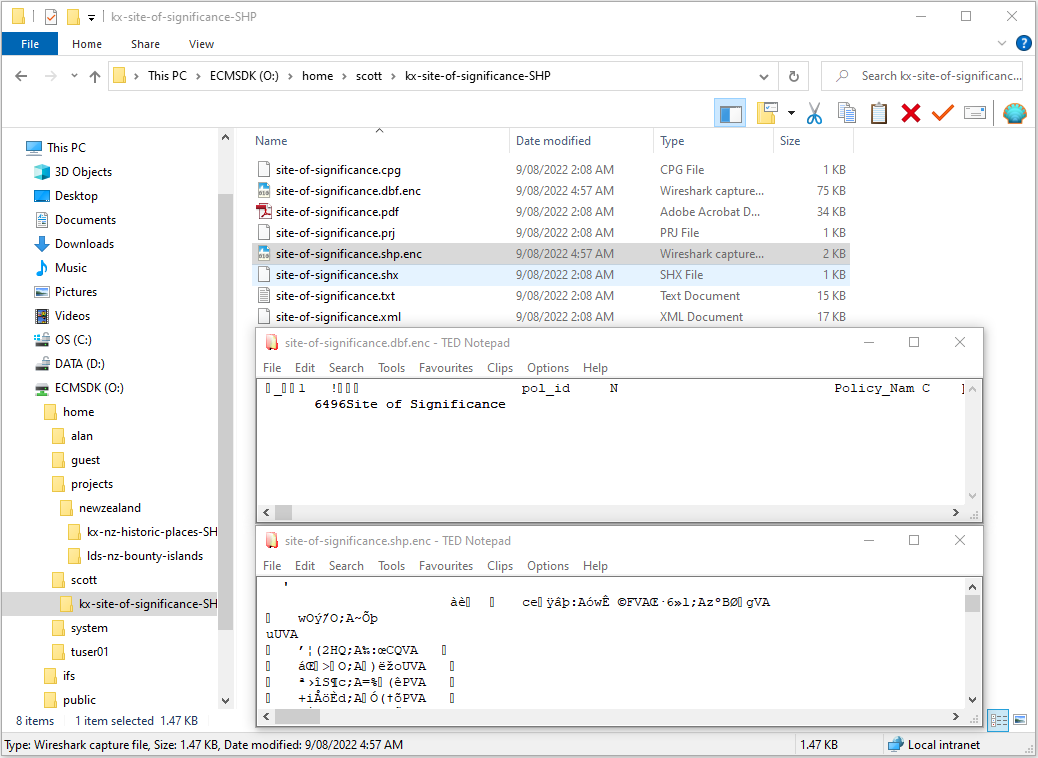 kx-site-of-significance-SHP
File Home Share View
This PC ECMSDK (O:) home scott kx-site-of-significance-SHP Search kx-site-of-significanc...
Name Date modified Type Size
This PC
3D Objects
Desktop
Documents
Downloads
Music
Pictures
Videos
OS (C:)
DATA (D:)
ECMSDK (O:)
home
alan
guest
projects
newzealand
kx-nz-historic-places-SH
lds-nz-bounty-islands
scott
kx-site-of-significance-SH
system
tuser01
ifs
public
site-of-significance.cpg 9/08/2022 2:08 AM CPG File 1 KB
site-of-significance.dbf.enc 9/08/2022 4:57 AM Wireshark capture... 75 KB
site-of-significance.pdf 9/08/2022 2:08 AM Adobe Acrobat D... 34 KB
site-of-significance.prj 9/08/2022 2:08 AM PRJ File 1 KB
site-of-significance.shp.enc 9/08/2022 4:57 AM Wireshark capture... 2 KB
site-of-significance.shx 9/08/2022 2:08 AM SHX File 1 KB
site-of-significance.txt 9/08/2022 2:08 AM Text Document 15 KB
site-of-significance.xml 9/08/2022 2:08 AM XML Document 17 KB
site-of-significance.dbf.enc - TED Notepad
File Edit Search Tools Favourites Clips Options Help
pol_id N Policy_Nam C
6496Site of Significance
site-of-significance.shp.enc - TED Notepad
File Edit Search Tools Favourites Clips Options Help
uUVA
8 items 1 item selected 1.47 KB
Type: Wireshark capture file, Size: 1.47 KB, Date modified: 9/08/2022 4:57 AM 1.47 KB Local intranet